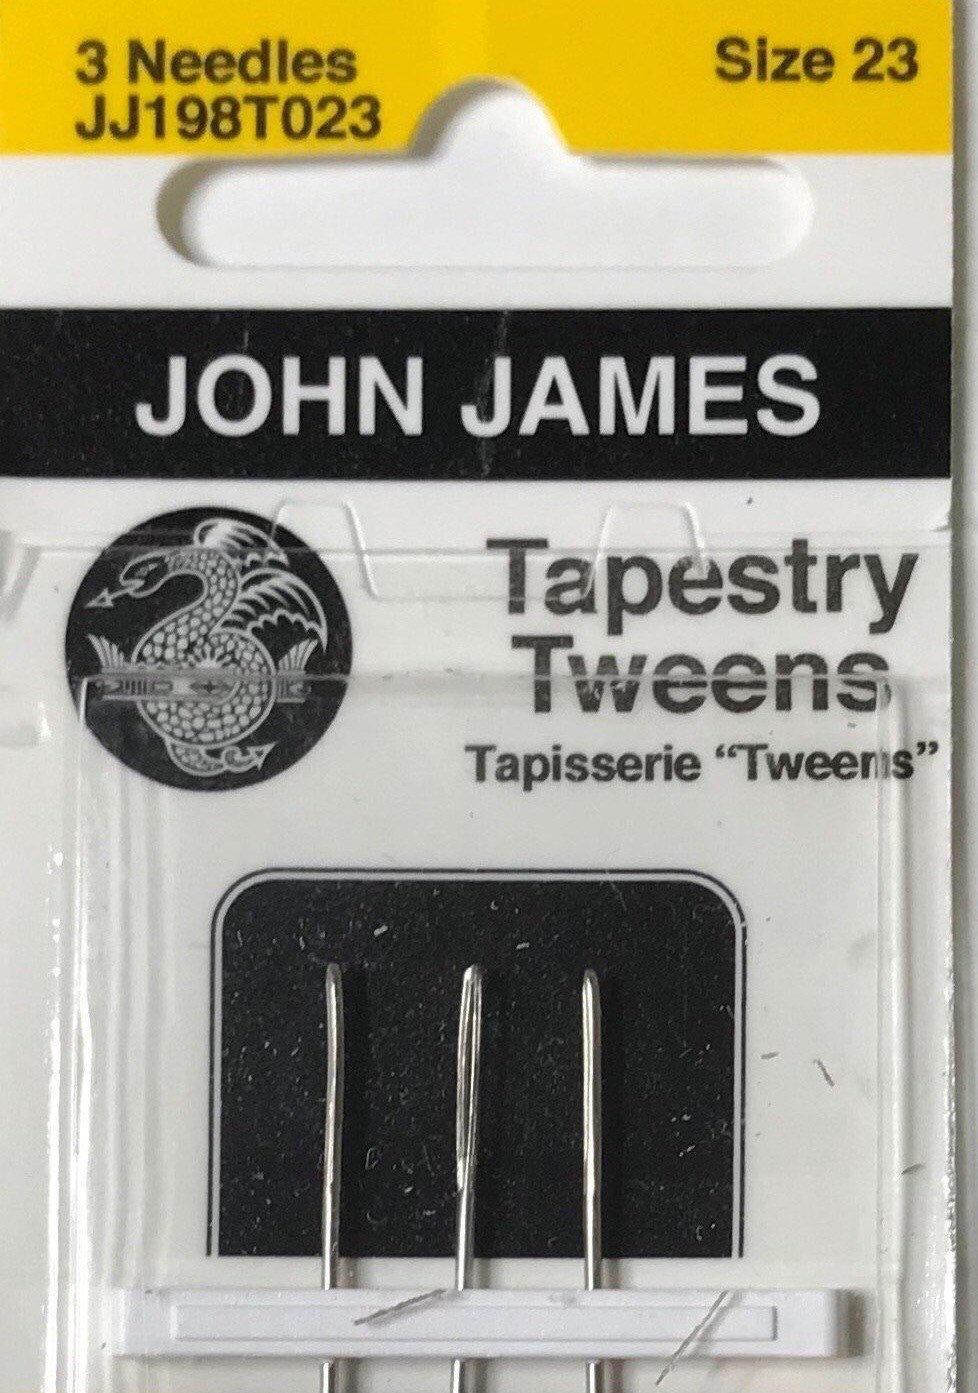 3 Needles
JJ198T023
Size 23
JOHN JAMES
Tapestry
Tweens
Tapisserie “Tweens”